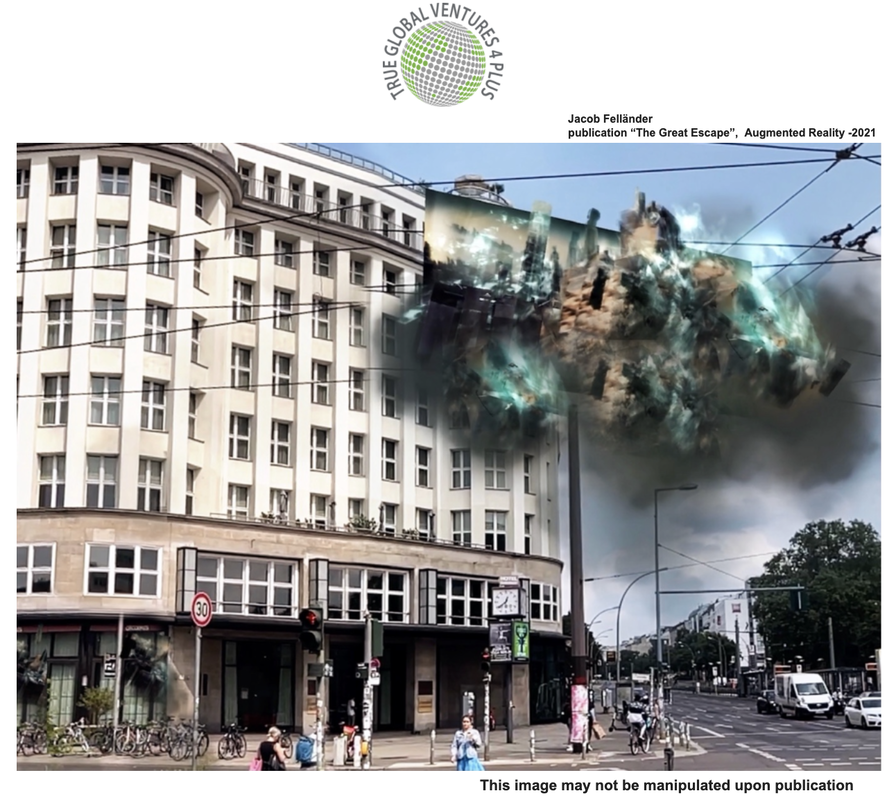 TRUE GLOBAL VENTURES 4 PLUS
Jacob Felländer
publication “The Great Escape”, Augmented Reality -2021
30
This image may not be manipulated upon publication